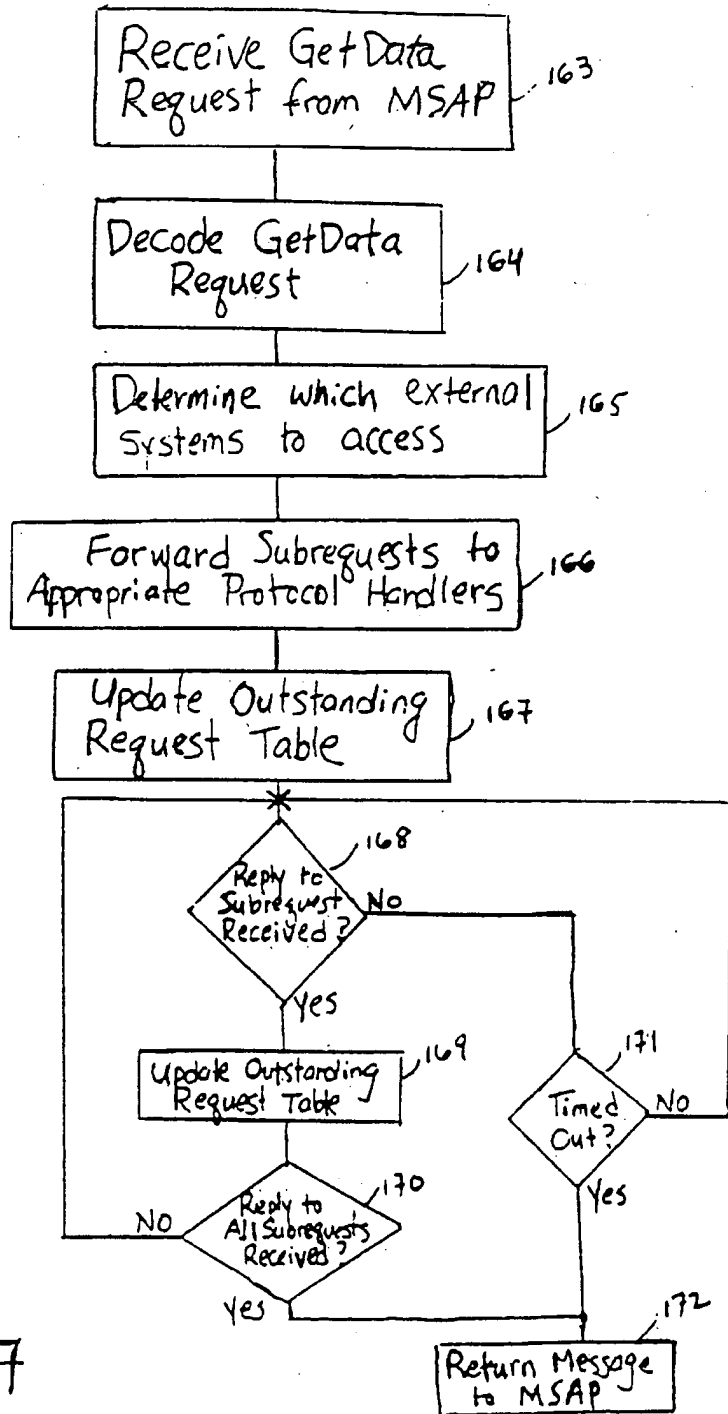 Receive GetData
Request from MSAP
163
Decode GetData
Request
164
Determine which external
systems to access
165
Forward Subrequests to
Appropriate Protocol Handlers
166
Update Outstanding
Request Table
167
168
Reply to
Subrequest
Received?
No
Yes
169
Update Outstanding
Request Table
171
Timed
Out?
No
Yes
170
Reply to
All Subrequests
Received?
No
Yes
172
Return Message
to MSAP
7